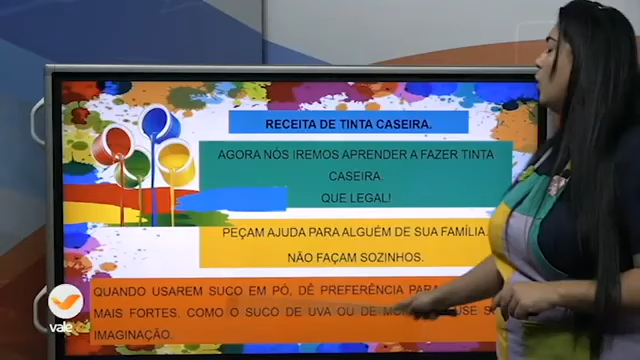 RECEITA DE TINTA CASEIRA.
AGORA NÓS IREMOS APRENDER A FAZER TINTA
CASEIRA.
QUE LEGAL!
PEÇAM AJUDA PARA ALGUÉM DE SUA FAMÍLIA.
NÃO FAÇAM SOZINHOS.
QUANDO USAREM SUCO EM PÓ, DÊ PREFERÊNCIA PARA
MAIS FORTES. COMO O SUCO DE UVA OU DE USE
IMAGINAÇÃO.
vale